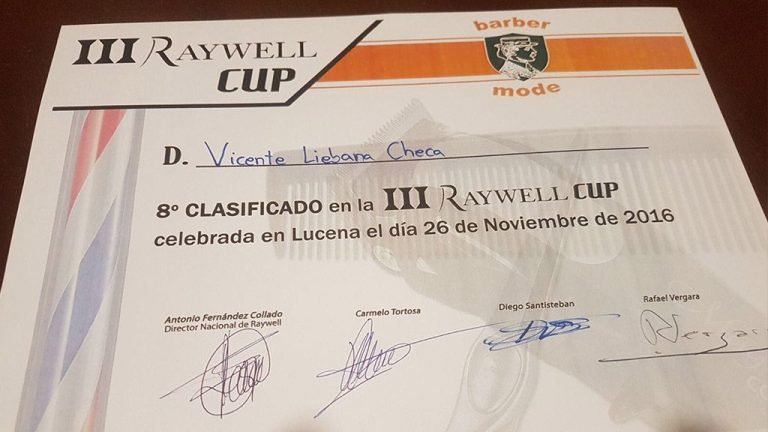 III RAYWELL
CUP
barber
mode
D. Vicente Liebana Checa
8º CLASIFICADO en la III RAYWELL CUP
celebrada en Lucena el día 26 de Noviembre de 2016
Antonio Fernández Collado
Director Nacional de Raywell
Carmelo Tortosa
Diego Santisteban
Rafael Vergara
R. Vergara